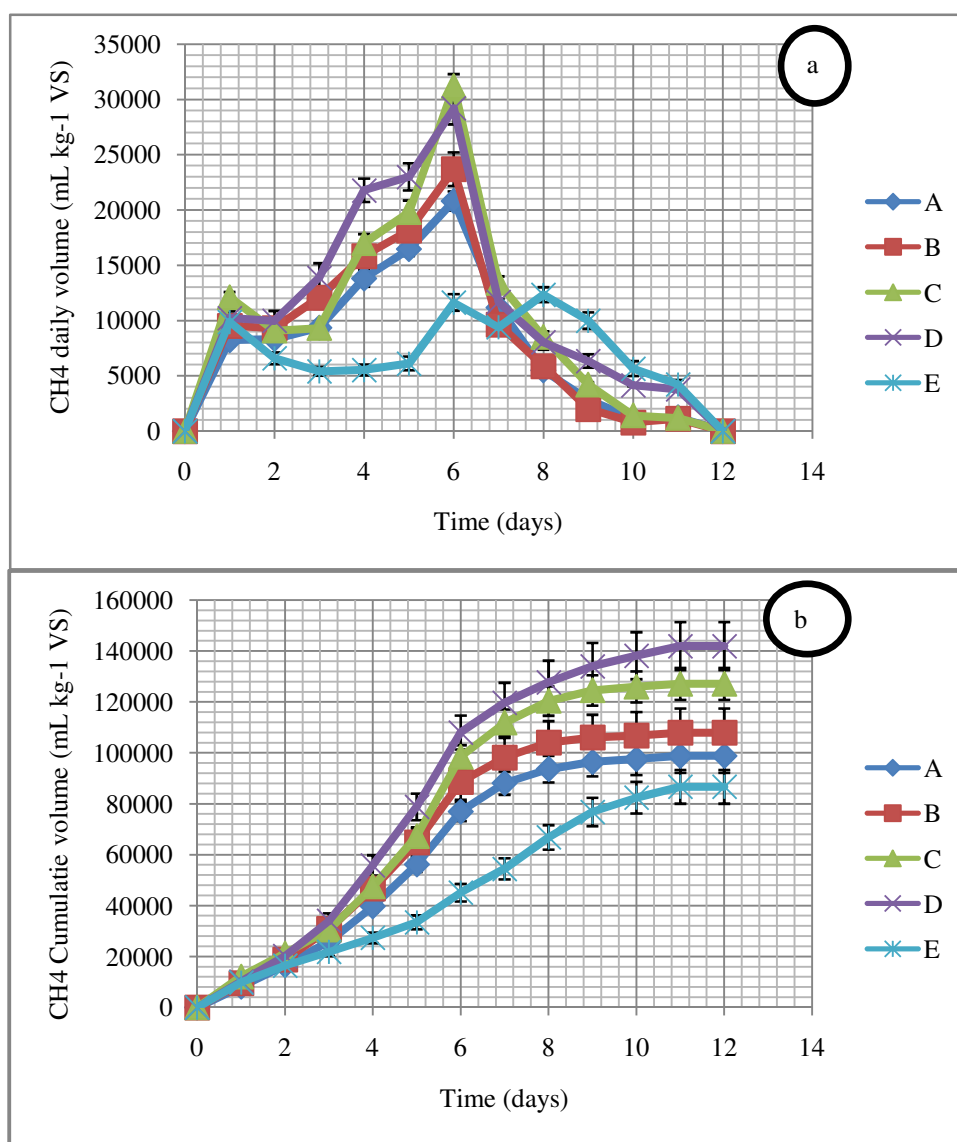 a
35000
30000
25000
20000
15000
10000
5000
0
CH4 daily volume (mL kg-1 VS)
0 2 4 6 8 10 12 14
Time (days)
A
B
C
D
E
b
160000
140000
120000
100000
80000
60000
40000
20000
0
CH4 Cumulatie volume (mL kg-1 VS)
0 2 4 6 8 10 12 14
Time (days)
A
B
C
D
E